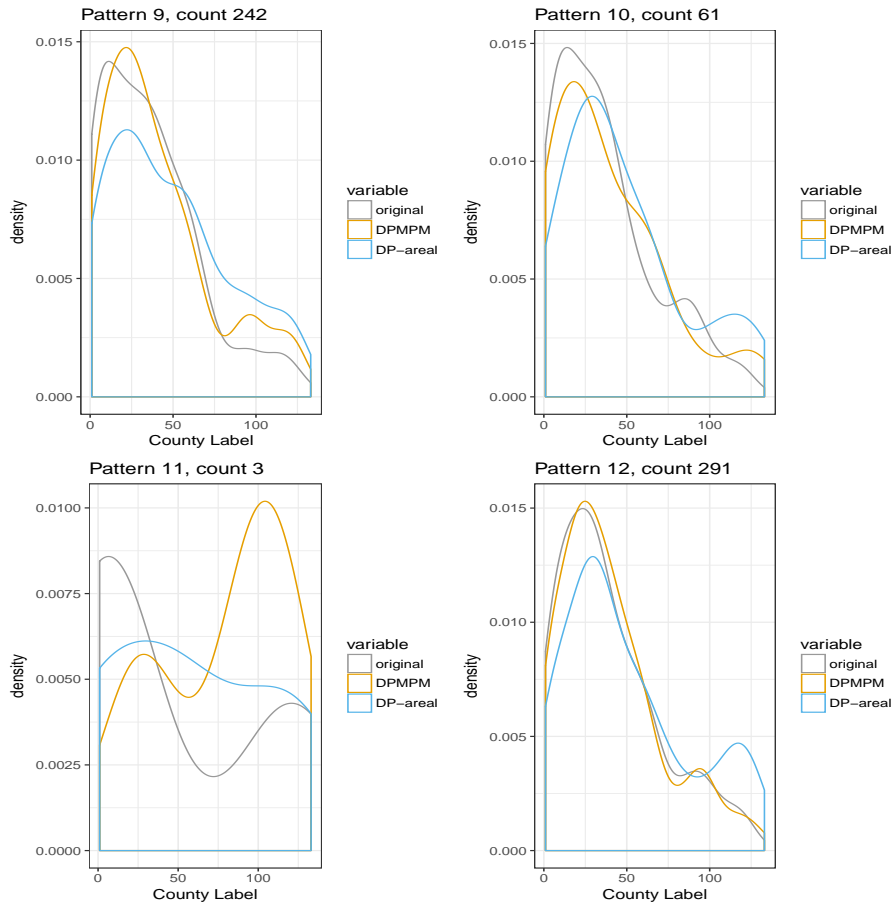 Pattern 9, count 242
0.015
0.010
0.005
0.000
density
0
50
100
County Label
variable
original
DPMPM
DP−areal
Pattern 10, count 61
0.015
0.010
0.005
0.000
density
0
50
100
County Label
variable
original
DPMPM
DP−areal
Pattern 11, count 3
0.0100
0.0075
0.0050
0.0025
0.0000
density
0
50
100
County Label
variable
original
DPMPM
DP−areal
Pattern 12, count 291
0.015
0.010
0.005
0.000
density
0
50
100
County Label
variable
original
DPMPM
DP−areal